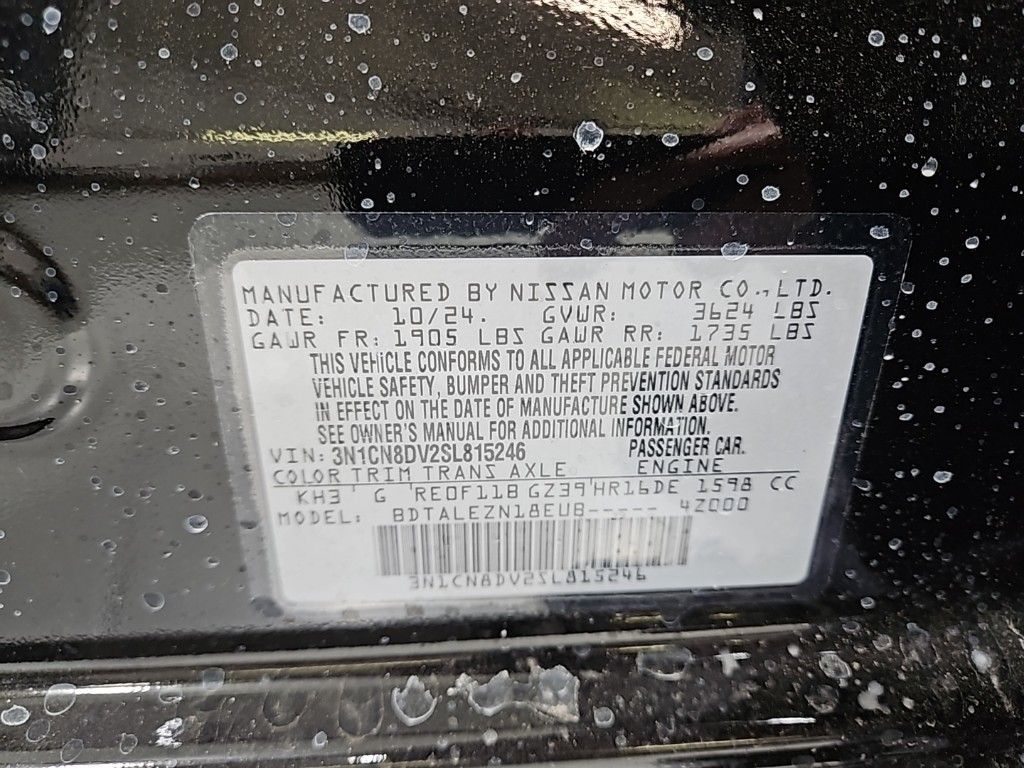 MANUFACTURED BY NISSAN MOTOR CO.,LTD.
DATE: 10/24. GVWR: 3624 LBS
GAWR FR: 1905 LBS GAWR RR: 1735 LBS
THIS VEHICLE CONFORMS TO ALL APPLICABLE FEDERAL MOTOR
VEHICLE SAFETY, BUMPER AND THEFT PREVENTION STANDARDS
IN EFFECT ON THE DATE OF MANUFACTURE SHOWN ABOVE.
SEE OWNER'S MANUAL FOR ADDITIONAL INFORMATION.
VIN: 3N1CN8DV2SL815246 PASSENGER CAR.
COLOR TRIM TRANS AXLE ENGINE
KH3 G RE0F11B GZ39 HR16DE 1598 CC
MODEL: BDTALEZN18EUB----- 42000
3N1CN8DV2SL815246